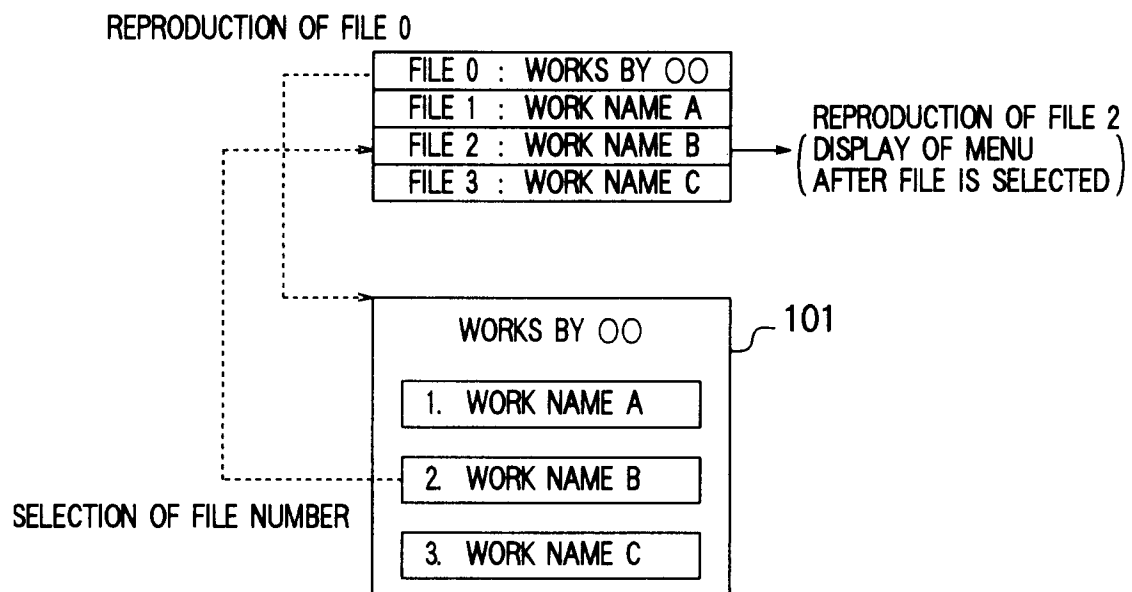 REPRODUCTION OF FILE 0
FILE 0 : WORKS BY ○○
FILE 1 : WORK NAME A
FILE 2 : WORK NAME B
FILE 3 : WORK NAME C
REPRODUCTION OF FILE 2
(DISPLAY OF MENU
AFTER FILE IS SELECTED)
WORKS BY ○○
101
1. WORK NAME A
2. WORK NAME B
SELECTION OF FILE NUMBER
3. WORK NAME C